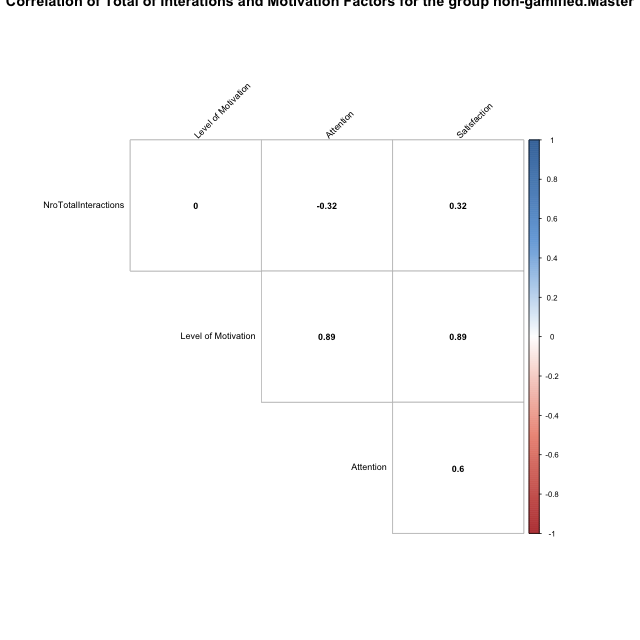 Correlation of Total of Interations and Motivation Factors for the group non-gamified.Master
Level of Motivation
Attention
Satisfaction
NroTotalInteractions
0
-0.32
0.32
Level of Motivation
0.89
0.89
Attention
0.6
1
0.8
0.6
0.4
0.2
0
-0.2
-0.4
-0.6
-0.8
-1